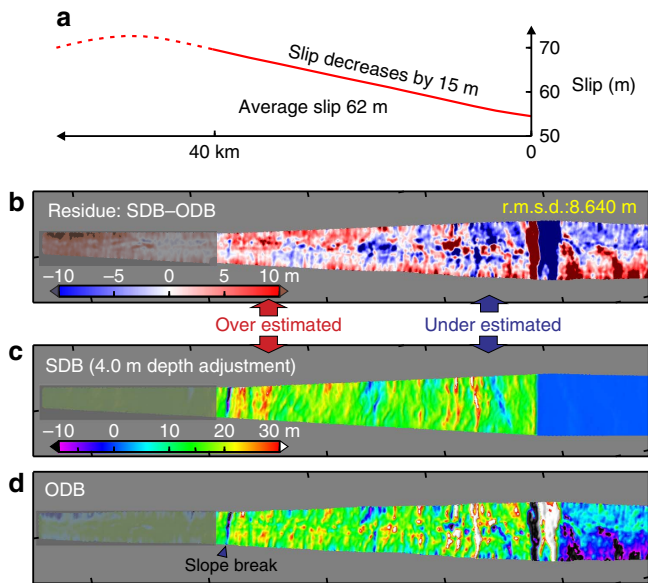 a
Slip decreases by 15 m
Average slip 62 m
70
60
50
Slip (m)
40 km
0
b
Residue: SDB–ODB
r.m.s.d.:8.640 m
−10 −5 0 5 10 m
Over estimated
Under estimated
c
SDB (4.0 m depth adjustment)
−10 0 10 20 30 m
d
ODB
Slope break